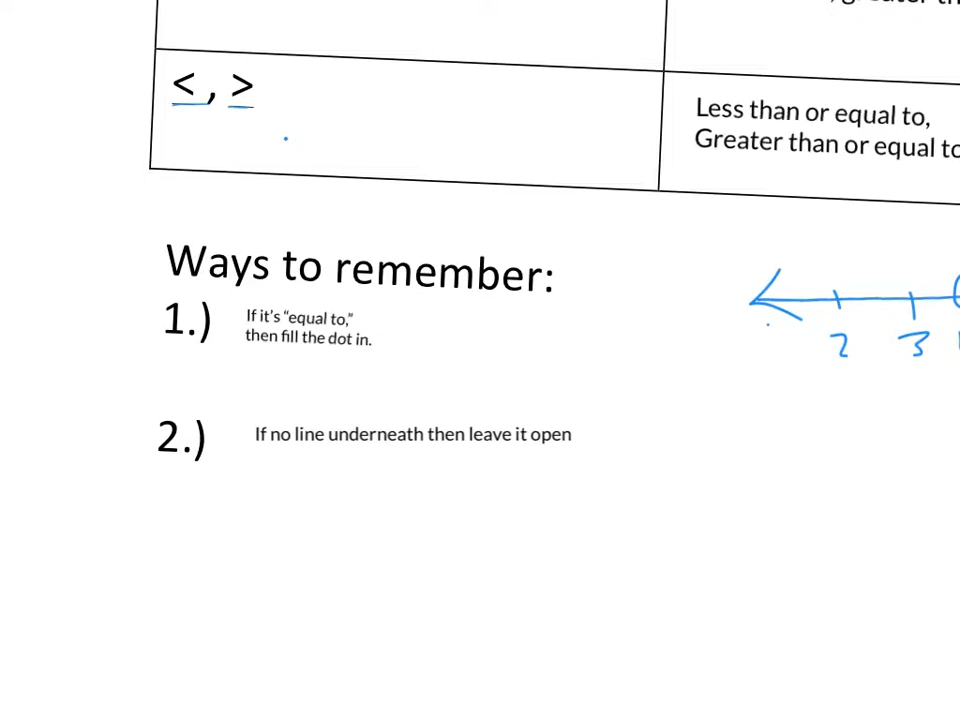 <, >
Less than or equal to,
Greater than or equal
Ways to remember:
1.) If it's “equal to,”
then fill the dot in.
2 3
2.) If no line underneath then leave it open